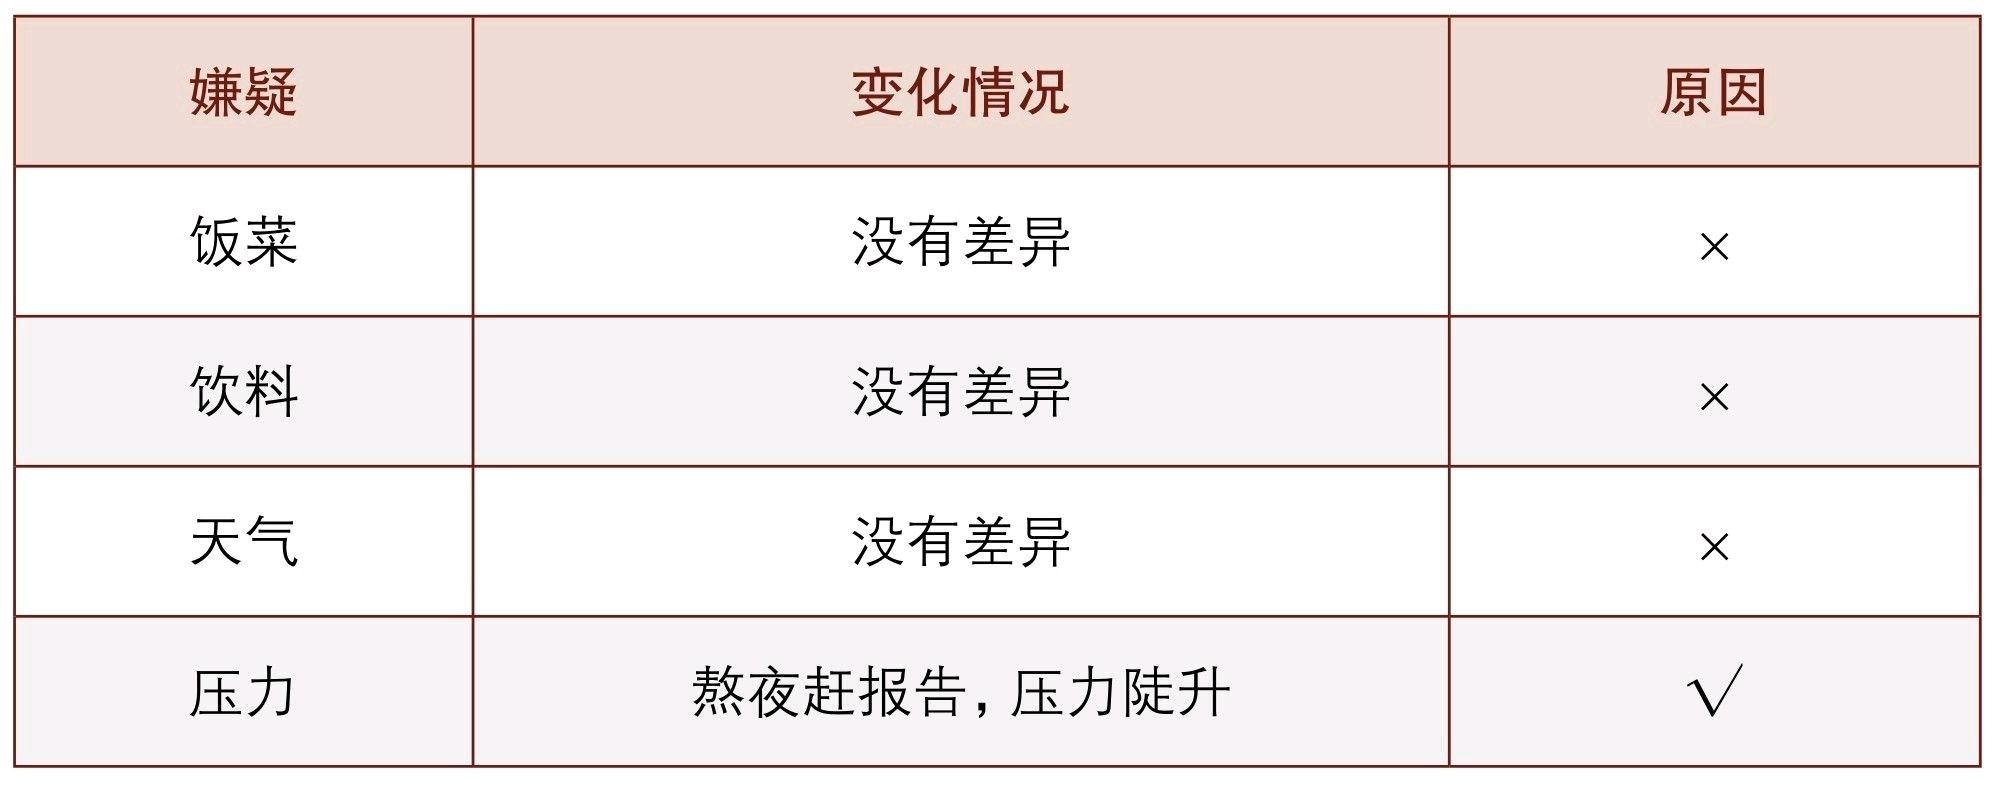 嫌疑 变化情况 原因
饭菜 没有差异 ×
饮料 没有差异 ×
天气 没有差异 ×
压力 熬夜赶报告，压力陡升 √